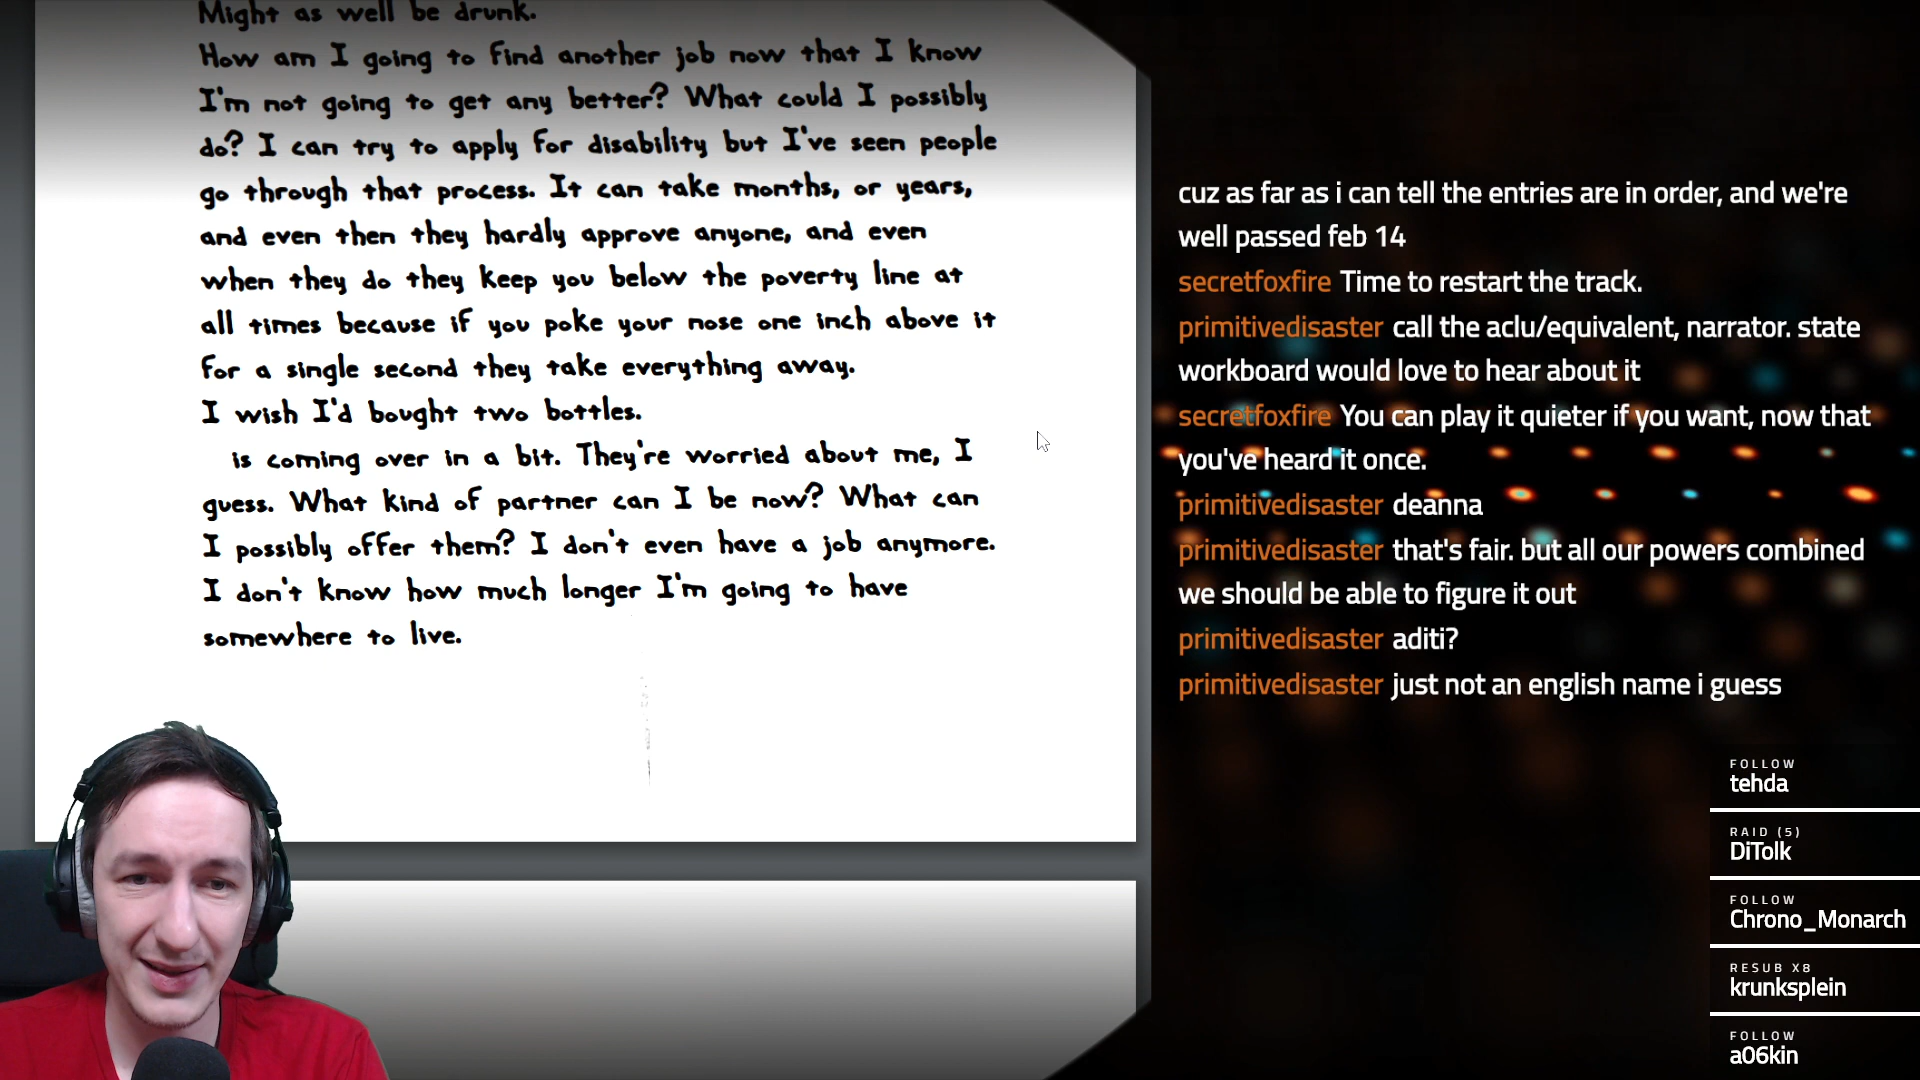 Might as well be drunk.
How am I going to find another job now that I know
I'm not going to get any better? What could I possibly
do? I can try to apply for disability but I've seen people
go through that process. It can take months, or years,
and even then they hardly approve anyone, and even
when they do they keep you below the poverty line at
all times because if you poke your nose one inch above it
for a single second they take everything away.
I wish I'd bought two bottles.
is coming over in a bit. They're worried about me, I
guess. What kind of partner can I be now? What can
I possibly offer them? I don't even have a job anymore.
I don't know how much longer I'm going to have
somewhere to live.
cuz as far as i can tell the entries are in order, and we're
well passed feb 14
secretfoxfire Time to restart the track.
primitivedisaster call the aclu/equivalent, narrator. state
workboard would love to hear about it
secretfoxfire You can play it quieter if you want, now that
you've heard it once.
primitivedisaster deanna
primitivedisaster that's fair. but all our powers combined
we should be able to figure it out
primitivedisaster aditi?
primitivedisaster just not an english name i guess
FOLLOW
tehda
RAID (5)
DiTolk
FOLLOW
Chrono_Monarch
RESUB X8
krunksplein
FOLLOW
a06kin